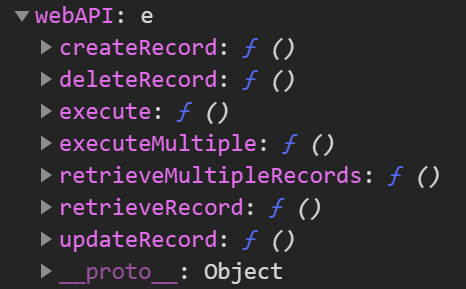 webAPI: e
createRecord: ƒ ()
deleteRecord: ƒ ()
execute: ƒ ()
executeMultiple: ƒ ()
retrieveMultipleRecords: ƒ ()
retrieveRecord: ƒ ()
updateRecord: ƒ ()
__proto__: Object